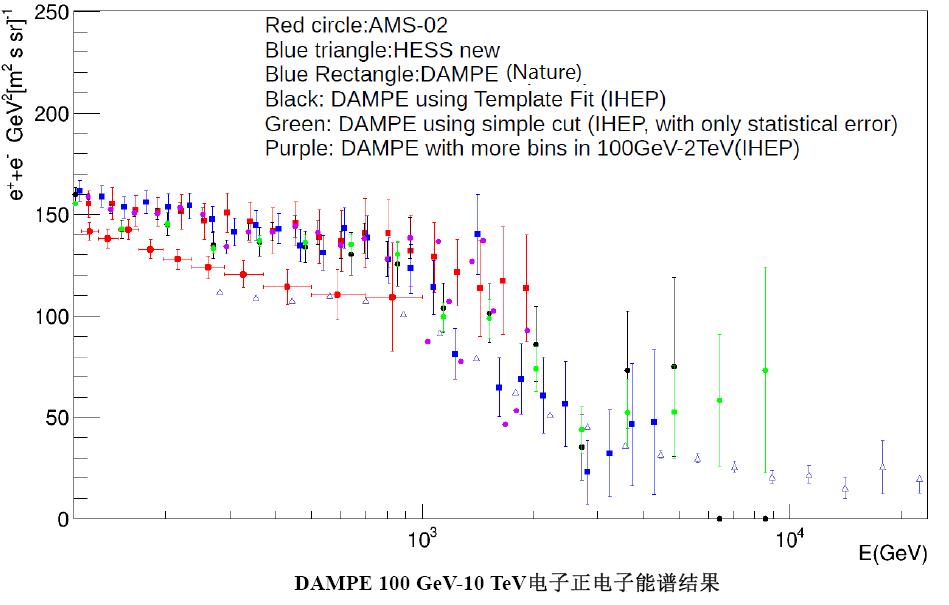 250
200
150
100
50
0
e⁺+e⁻ GeV²[m² s sr]⁻¹
Red circle:AMS-02
Blue triangle:HESS new
Blue Rectangle:DAMPE (Nature)
Black: DAMPE using Template Fit (IHEP)
Green: DAMPE using simple cut (IHEP, with only statistical error)
Purple: DAMPE with more bins in 100GeV-2TeV(IHEP)
10³
10⁴
E(GeV)
DAMPE 100 GeV-10 TeV电子正电子能谱结果